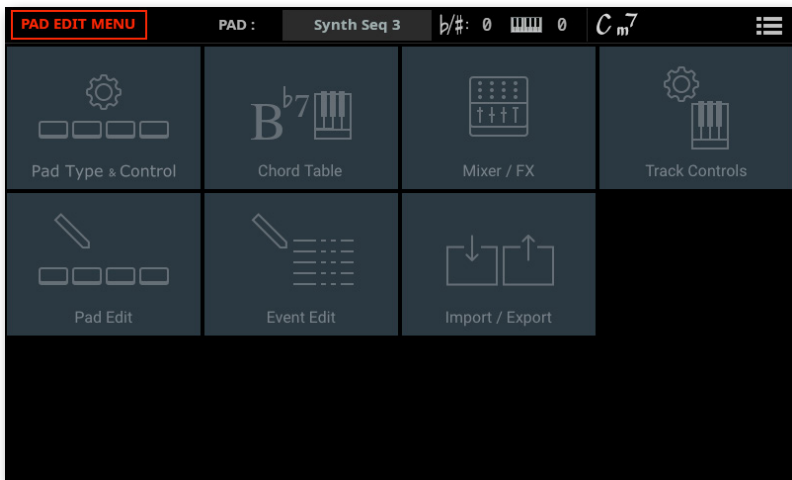 PAD EDIT MENU PAD : Synth Seq 3 ♭/#: 0 0 Cm7
B♭7
Pad Type & Control Chord Table Mixer / FX Track Controls
Pad Edit Event Edit Import / Export